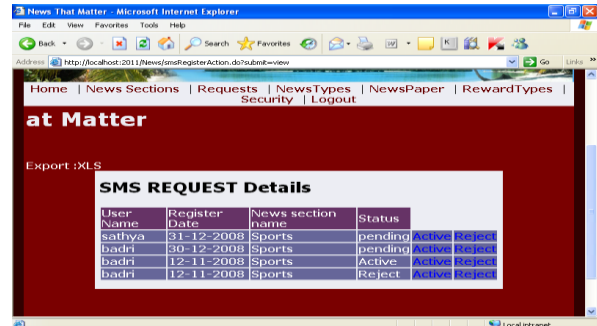 News That Matter - Microsoft Internet Explorer
File Edit View Favorites Tools Help
Back Search Favorites
Address http://localhost:2011/News/smsRegisterAction.do?submit=view Go Links »
Home | News Sections | Requests | NewsTypes | NewsPaper | RewardTypes |
Security | Logout
at Matter
Export :XLS
SMS REQUEST Details
User Name Register Date News section name Status
sathya 31-12-2008 Sports pending Active Reject
badri 30-12-2008 Sports pending Active Reject
badri 12-11-2008 Sports Active Active Reject
badri 12-11-2008 Sports Reject Active Reject
Local intranet